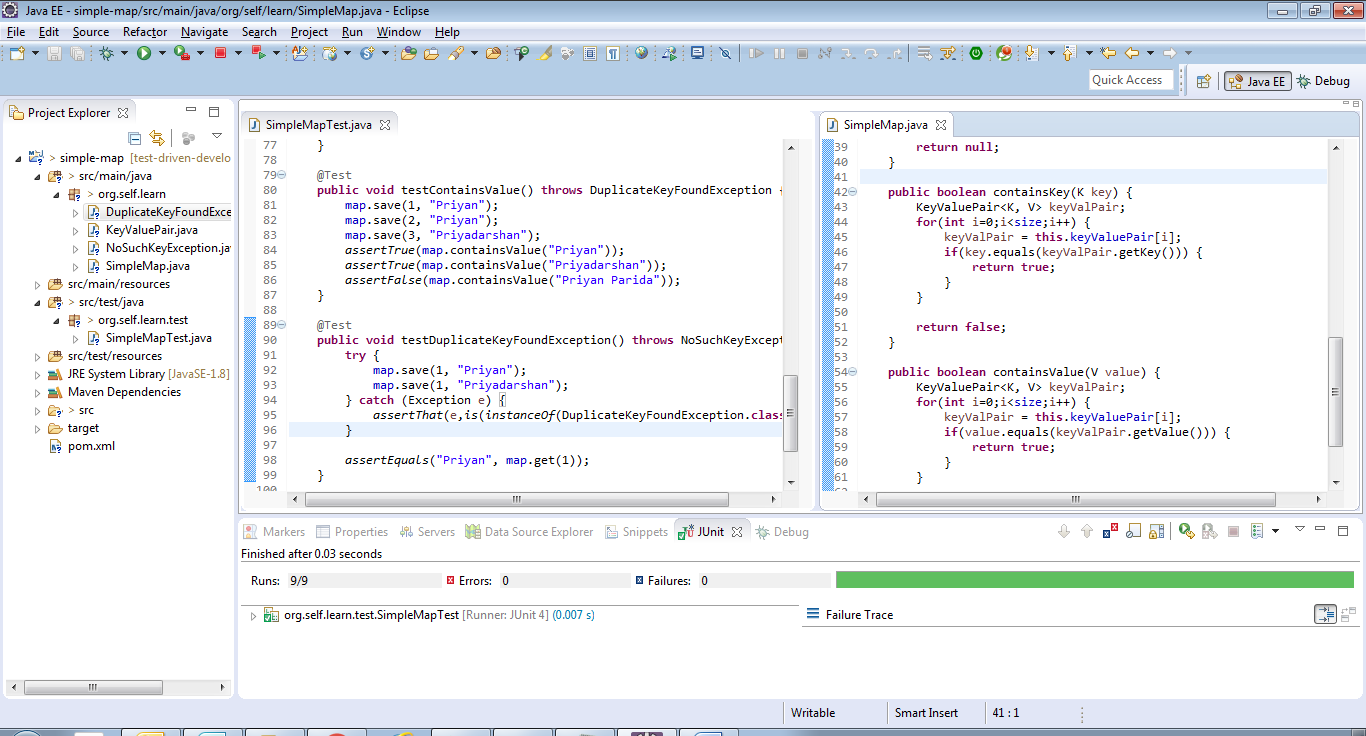 Java EE - simple-map/src/main/java/org/self/learn/SimpleMap.java - Eclipse
File Edit Source Refactor Navigate Search Project Run Window Help
Quick Access
Java EE
Debug
Project Explorer
simple-map [test-driven-develo
> src/main/java
> org.self.learn
DuplicateKeyFoundExce
KeyValuePair.java
NoSuchKeyException.ja
SimpleMap.java
src/main/resources
> src/test/java
> org.self.learn.test
SimpleMapTest.java
src/test/resources
JRE System Library [JavaSE-1.8]
Maven Dependencies
> src
target
pom.xml
SimpleMapTest.java
77 }
78
79 @Test
80 public void testContainsValue() throws DuplicateKeyFoundException {
81 map.save(1, "Priyan");
82 map.save(2, "Priyan");
83 map.save(3, "Priyadarshan");
84 assertTrue(map.containsValue("Priyan"));
85 assertTrue(map.containsValue("Priyadarshan"));
86 assertFalse(map.containsValue("Priyan Parida"));
87 }
88
89 @Test
90 public void testDuplicateKeyFoundException() throws NoSuchKeyExcept
91 try {
92 map.save(1, "Priyan");
93 map.save(1, "Priyadarshan");
94 } catch (Exception e) {
95 assertThat(e,is(instanceOf(DuplicateKeyFoundException.class
96 }
97
98 assertEquals("Priyan", map.get(1));
99 }
100
SimpleMap.java
39 return null;
40 }
41
42 public boolean containsKey(K key) {
43 KeyValuePair<K, V> keyValPair;
44 for(int i=0;i<size;i++) {
45 keyValPair = this.keyValuePair[i];
46 if(key.equals(keyValPair.getKey())) {
47 return true;
48 }
49 }
50
51 return false;
52 }
53
54 public boolean containsValue(V value) {
55 KeyValuePair<K, V> keyValPair;
56 for(int i=0;i<size;i++) {
57 keyValPair = this.keyValuePair[i];
58 if(value.equals(keyValPair.getValue())) {
59 return true;
60 }
61 }
Markers Properties Servers Data Source Explorer Snippets JUnit Debug
Finished after 0.03 seconds
Runs: 9/9 Errors: 0 Failures: 0
org.self.learn.test.SimpleMapTest [Runner: JUnit 4] (0.007 s)
Failure Trace
Writable Smart Insert 41 : 1